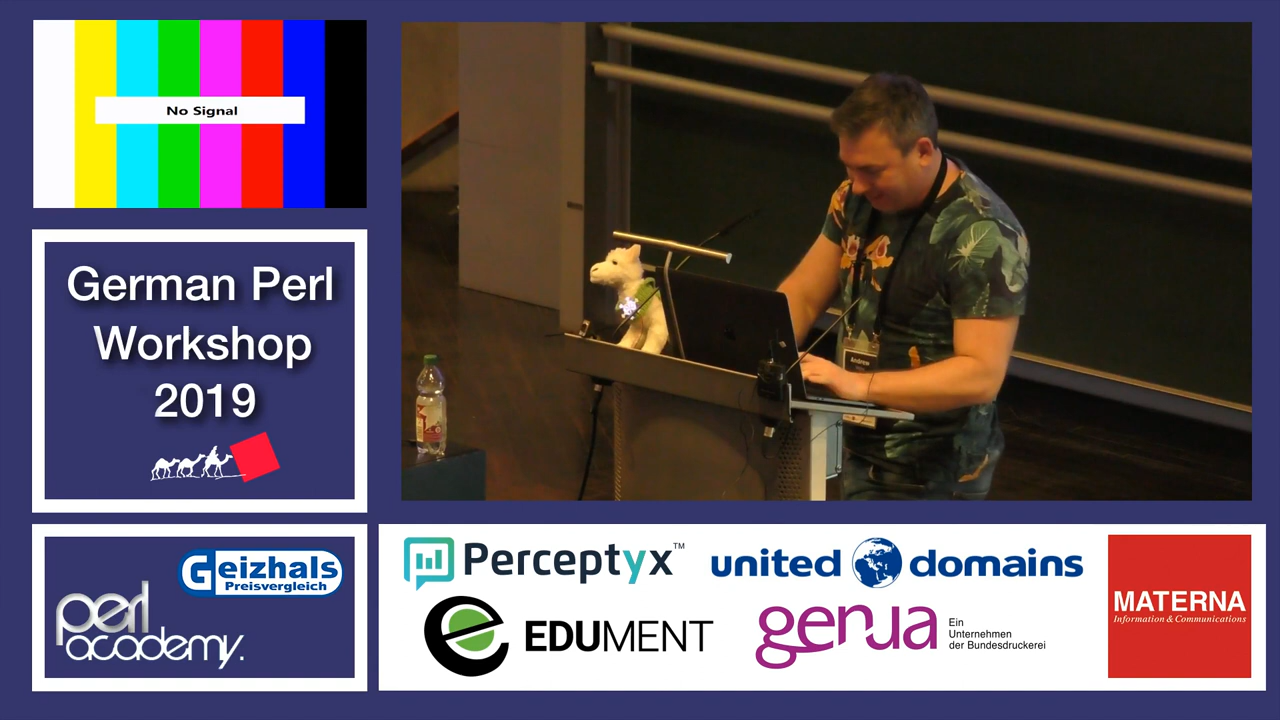 No Signal
German Perl
Workshop
2019
Geizhals
Preisvergleich
perl
academy.
Andrew
Perceptyx™
united domains
EDUMENT
genua
Ein
Unternehmen
der Bundesdruckerei
MATERNA
Information & Communications